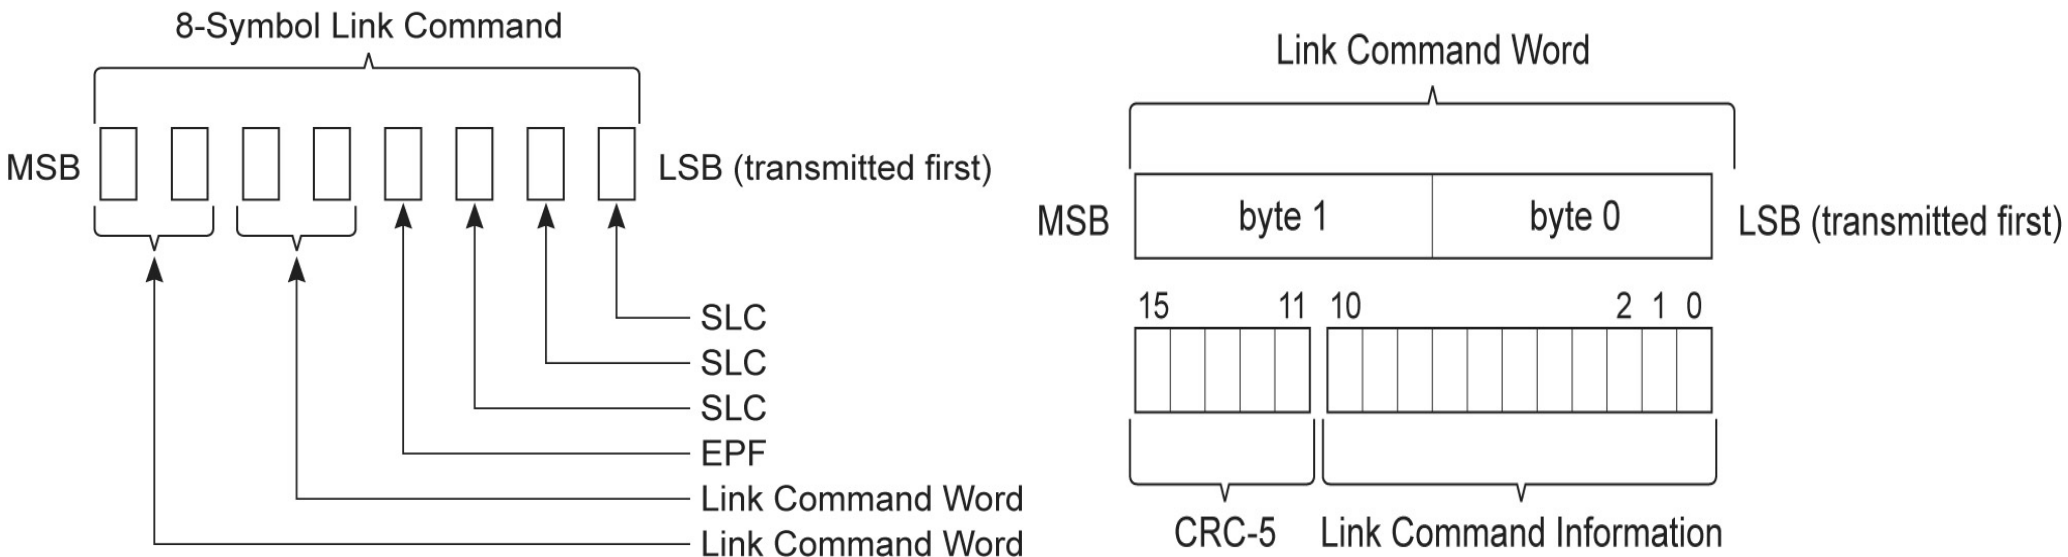 8-Symbol Link Command
MSB
LSB (transmitted first)
SLC
SLC
SLC
EPF
Link Command Word
Link Command Word
Link Command Word
MSB
byte 1
byte 0
LSB (transmitted first)
15 11 10 2 1 0
CRC-5
Link Command Information